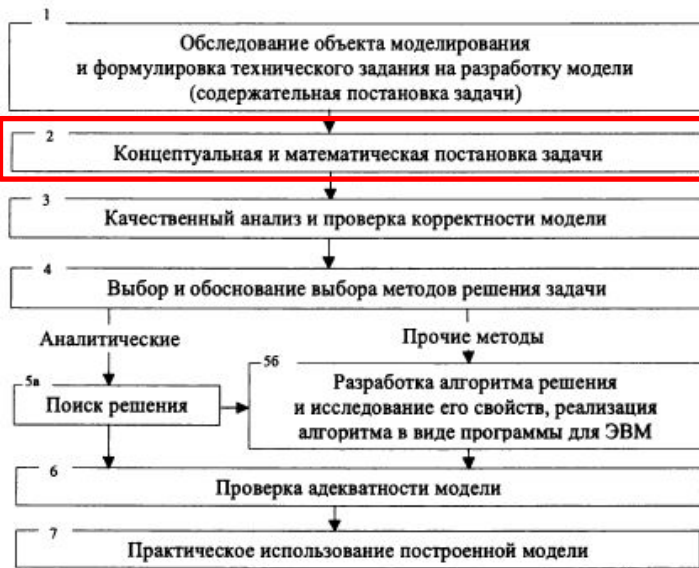 1
Обследование объекта моделирования
и формулировка технического задания на разработку модели
(содержательная постановка задачи)
2
Концептуальная и математическая постановка задачи
3
Качественный анализ и проверка корректности модели
4
Выбор и обоснование выбора методов решения задачи
Аналитические
Прочие методы
5а
Поиск решения
5б
Разработка алгоритма решения
и исследование его свойств, реализация
алгоритма в виде программы для ЭВМ
6
Проверка адекватности модели
7
Практическое использование построенной модели